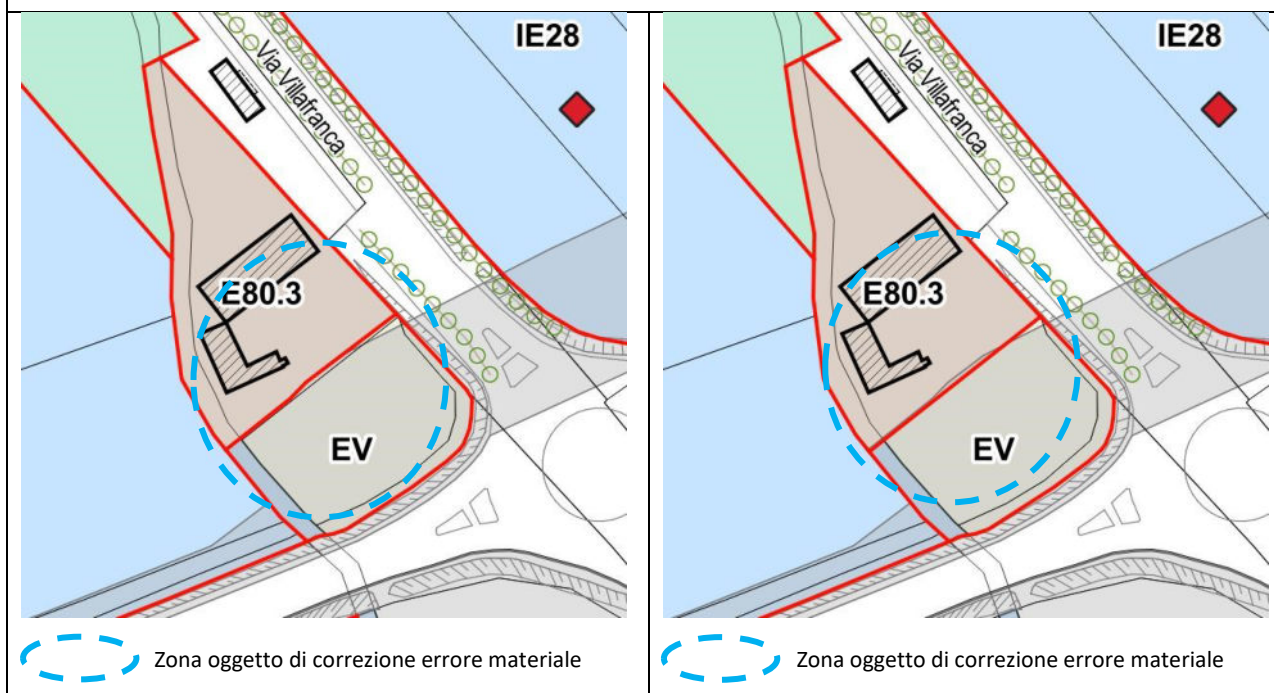 IE28
Via Villafranca
E80.3
EV
Zona oggetto di correzione errore materiale
IE28
Via Villafranca
E80.3
EV
Zona oggetto di correzione errore materiale